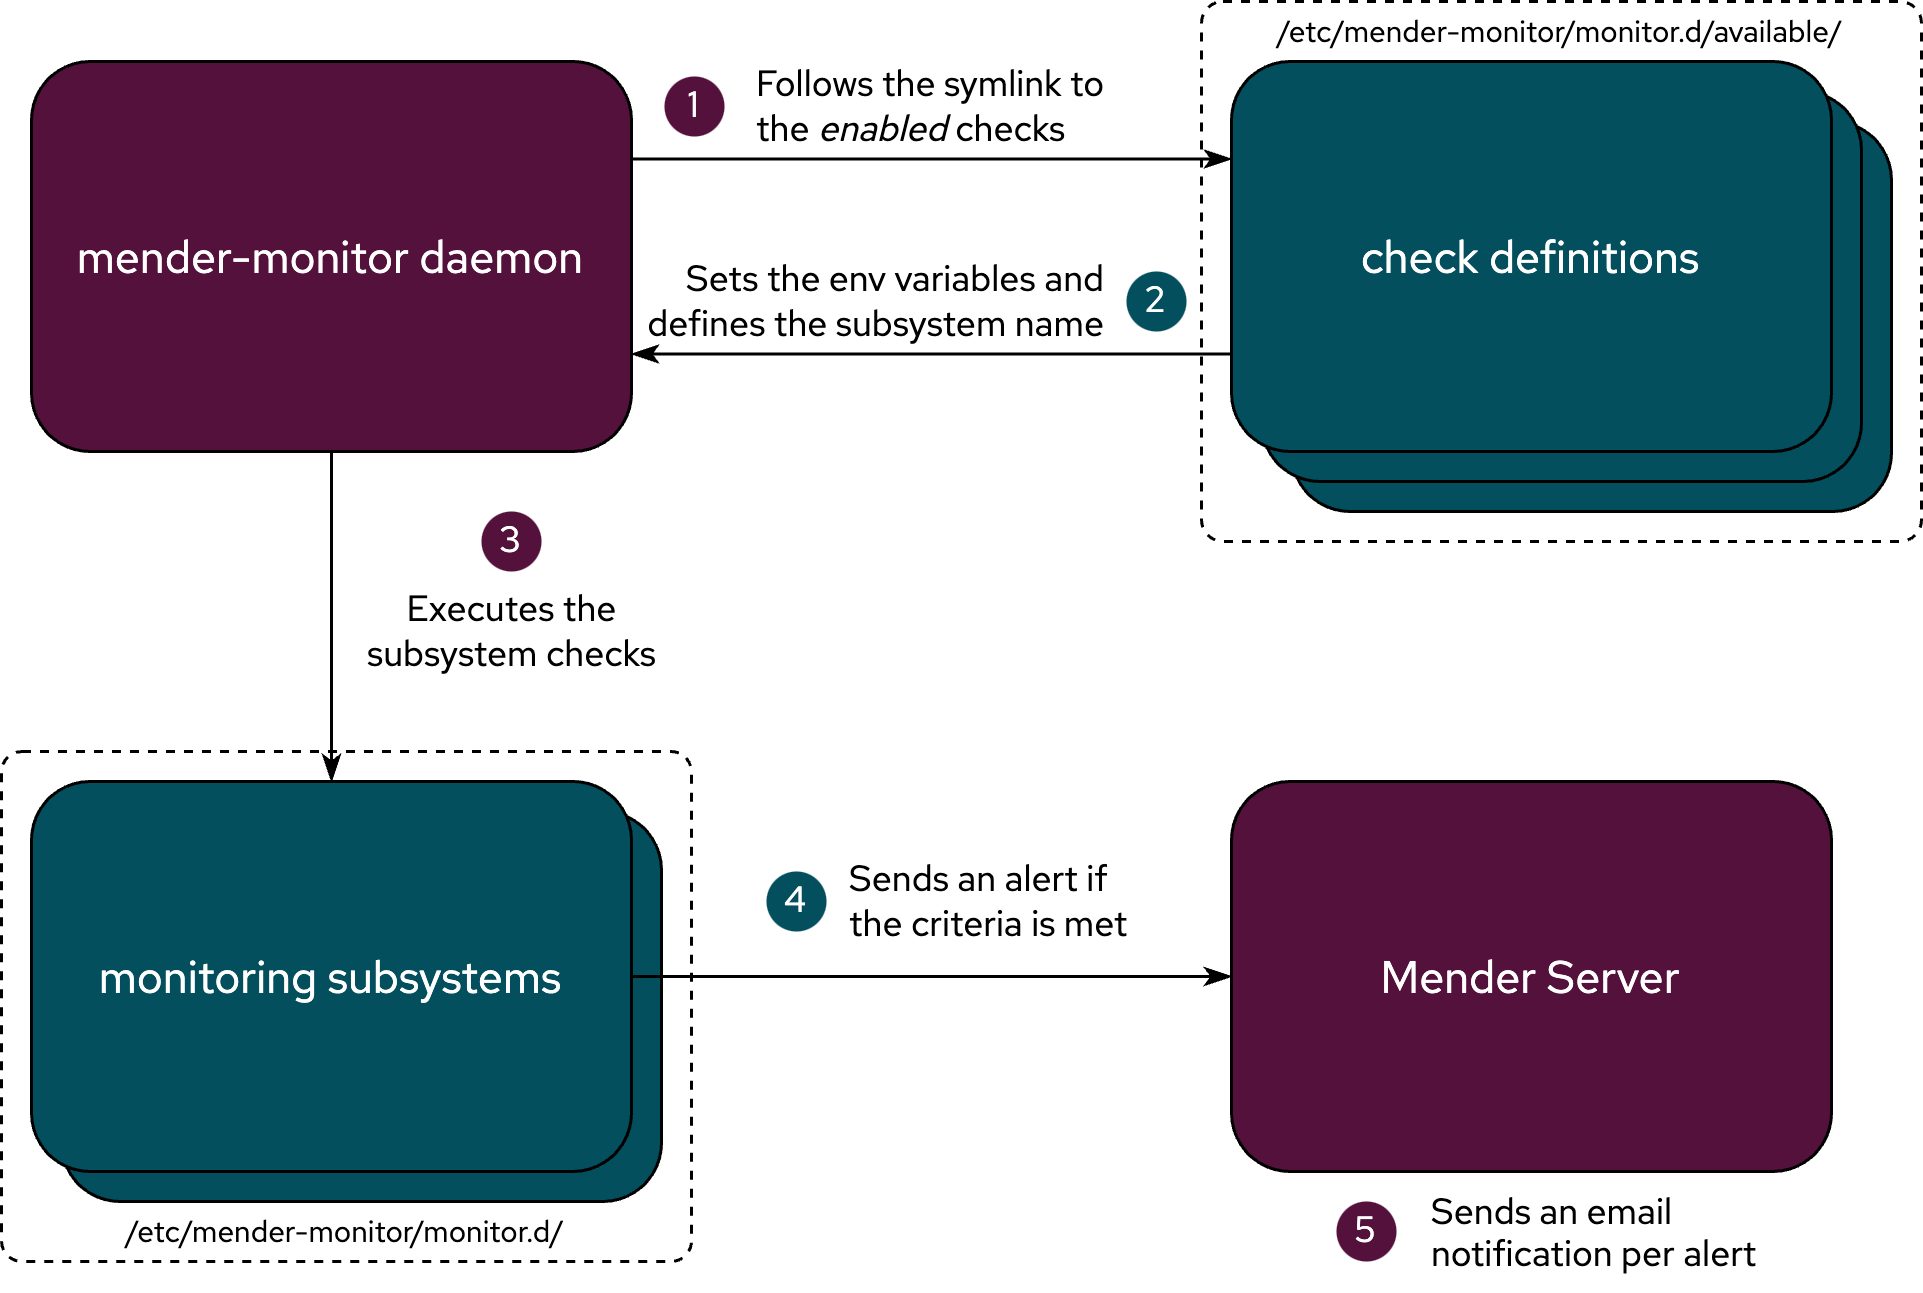 /etc/mender-monitor/monitor.d/available/
mender-monitor daemon
1
Follows the symlink to
the enabled checks
check definitions
Sets the env variables and
defines the subsystem name
2
3
Executes the
subsystem checks
monitoring subsystems
/etc/mender-monitor/monitor.d/
4
Sends an alert if
the criteria is met
Mender Server
5
Sends an email
notification per alert